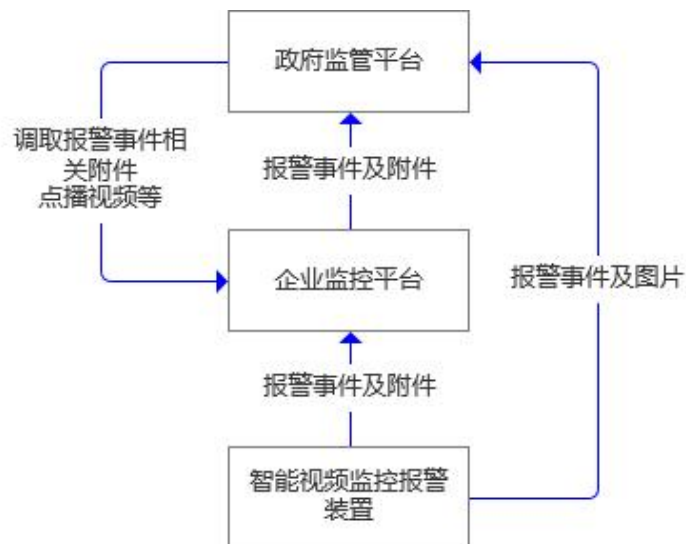 政府监管平台
调取报警事件相
关附件
点播视频等
报警事件及附件
企业监控平台
报警事件及图片
报警事件及附件
智能视频监控报警
装置